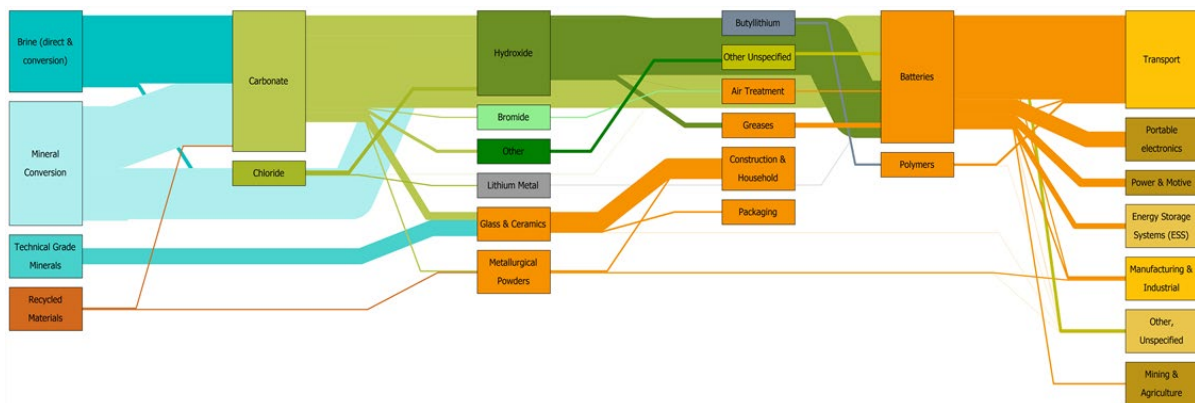 Brine (direct &
conversion)
Mineral
Conversion
Technical Grade
Minerals
Recycled
Materials
Carbonate
Chloride
Hydroxide
Bromide
Other
Lithium Metal
Glass & Ceramics
Metallurgical
Powders
Butyllithium
Other Unspecified
Air Treatment
Greases
Construction &
Household
Packaging
Batteries
Polymers
Transport
Portable
electronics
Power & Motive
Energy Storage
Systems (ESS)
Manufacturing &
Industrial
Other,
Unspecified
Mining &
Agriculture